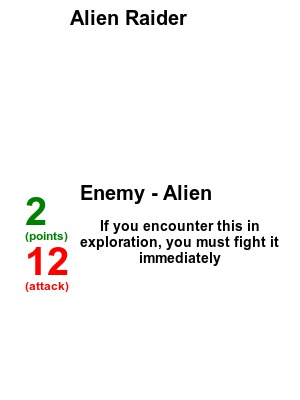 Alien Raider
Enemy - Alien
2
(points)
12
(attack)
If you encounter this in
exploration, you must fight it
immediately